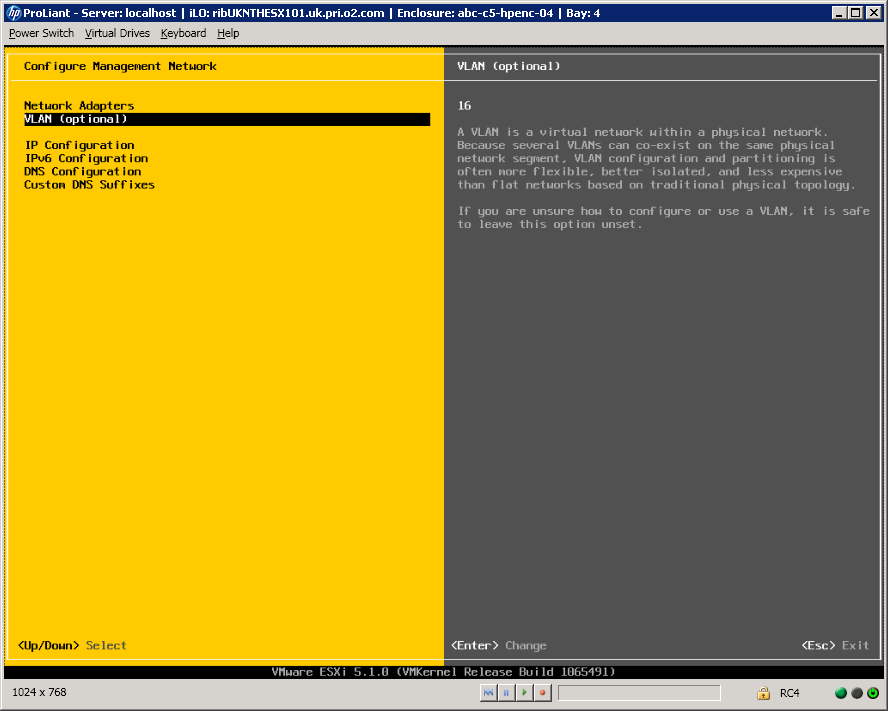 ProLiant - Server: localhost | iLO: ribUKNTHESX101.uk.pri.o2.com | Enclosure: abc-c5-hpenc-04 | Bay: 4
Power Switch Virtual Drives Keyboard Help
Configure Management Network
Network Adapters
VLAN (optional)
IP Configuration
IPv6 Configuration
DNS Configuration
Custom DNS Suffixes
VLAN (optional)
16
A VLAN is a virtual network within a physical network.
Because several VLANs can co-exist on the same physical
network segment, VLAN configuration and partitioning is
often more flexible, better isolated, and less expensive
than flat networks based on traditional physical topology.
If you are unsure how to configure or use a VLAN, it is safe
to leave this option unset.
<Up/Down> Select
<Enter> Change
<Esc> Exit
VMware ESXi 5.1.0 (VMKernel Release Build 1065491)
1024 x 768
RC4